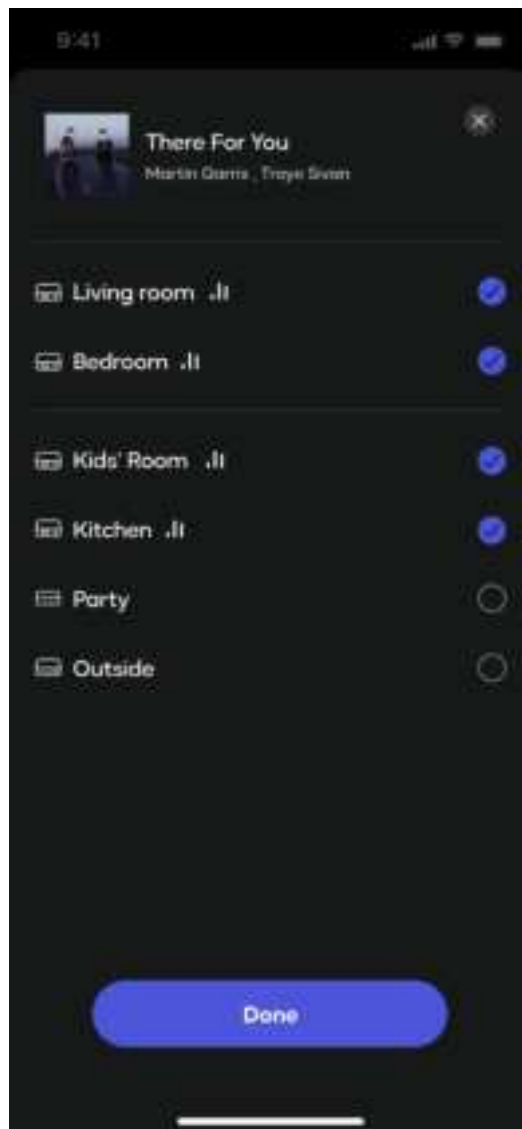 9:41
There For You
Martin Garrix , Troye Sivan
Living room
Bedroom
Kids' Room
Kitchen
Party
Outside
Done